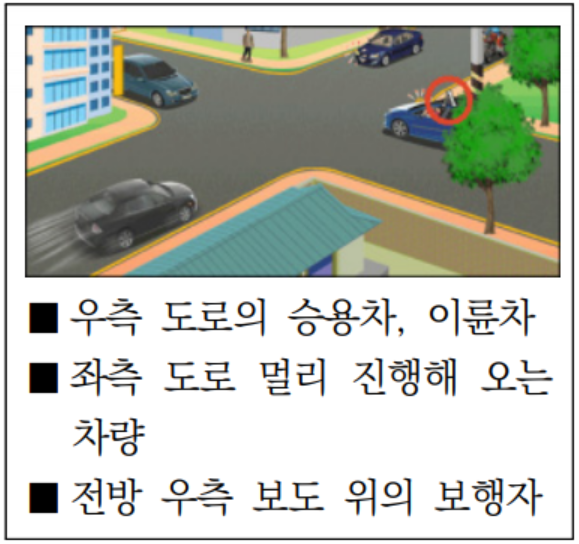 ■ 우측 도로의 승용차, 이륜차
■ 좌측 도로 멀리 진행해 오는
차량
■ 전방 우측 보도 위의 보행자